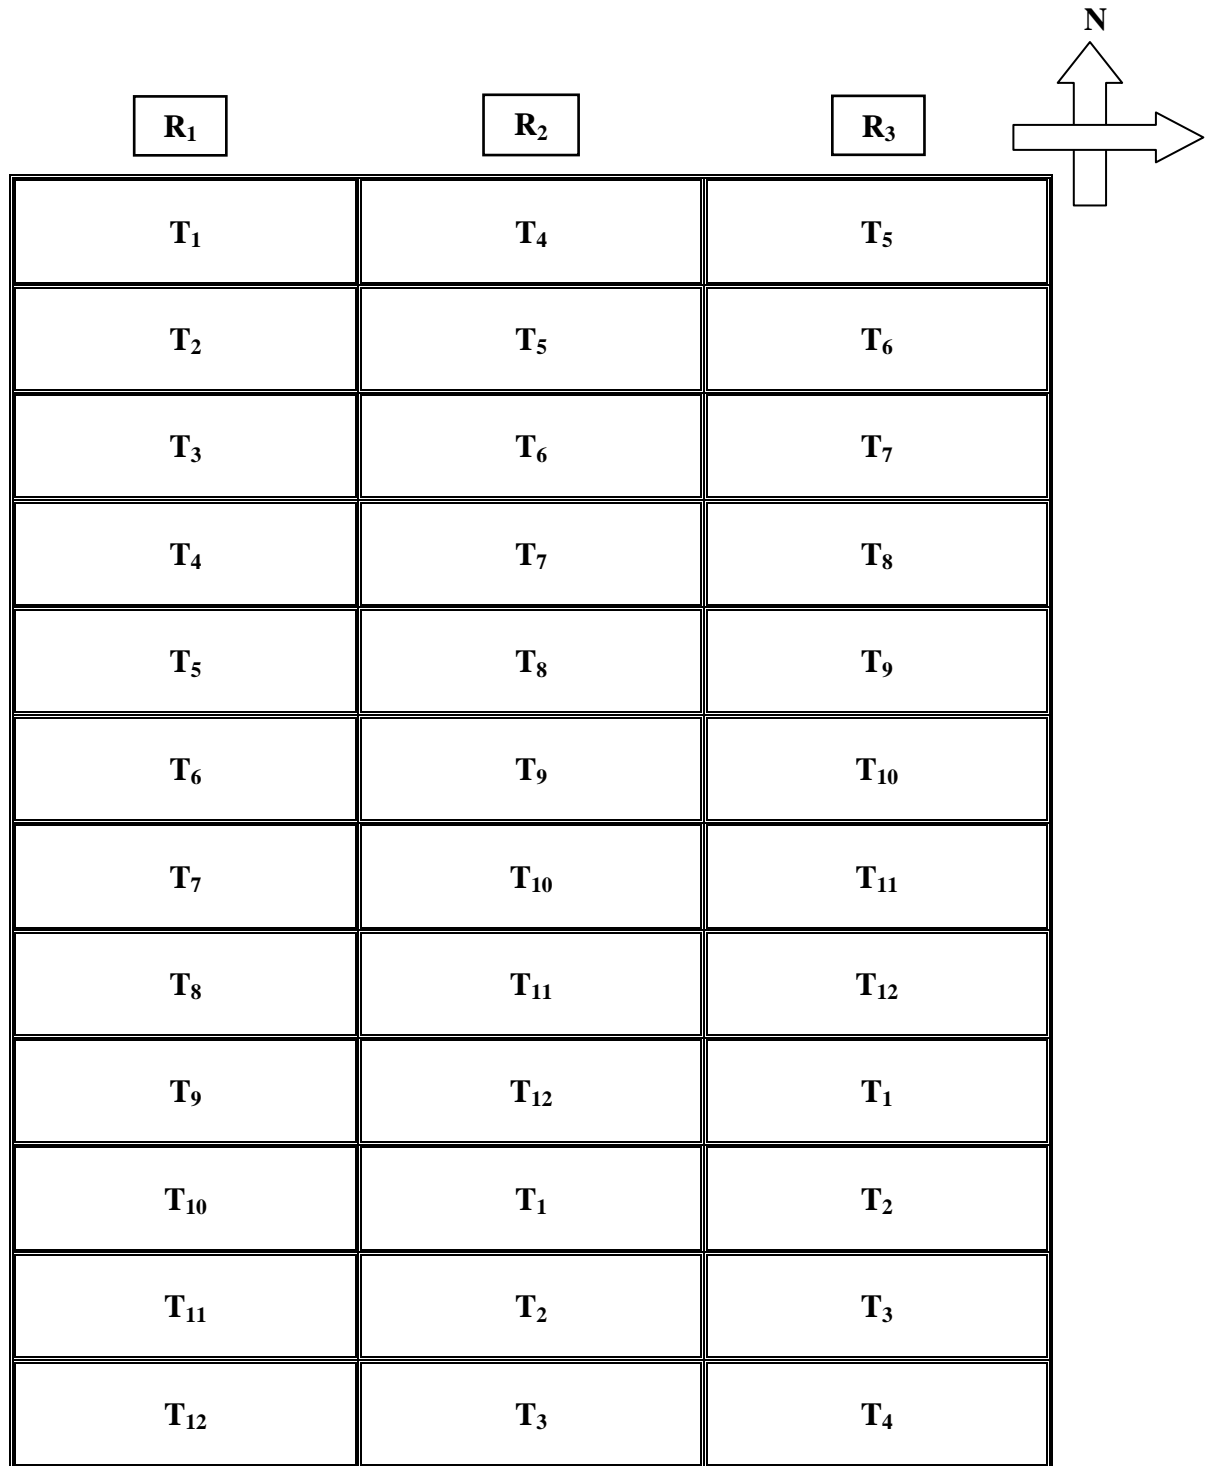 N
R₁ R₂ R₃
T₁ T₄ T₅
T₂ T₅ T₆
T₃ T₆ T₇
T₄ T₇ T₈
T₅ T₈ T₉
T₆ T₉ T₁₀
T₇ T₁₀ T₁₁
T₈ T₁₁ T₁₂
T₉ T₁₂ T₁
T₁₀ T₁ T₂
T₁₁ T₂ T₃
T₁₂ T₃ T₄